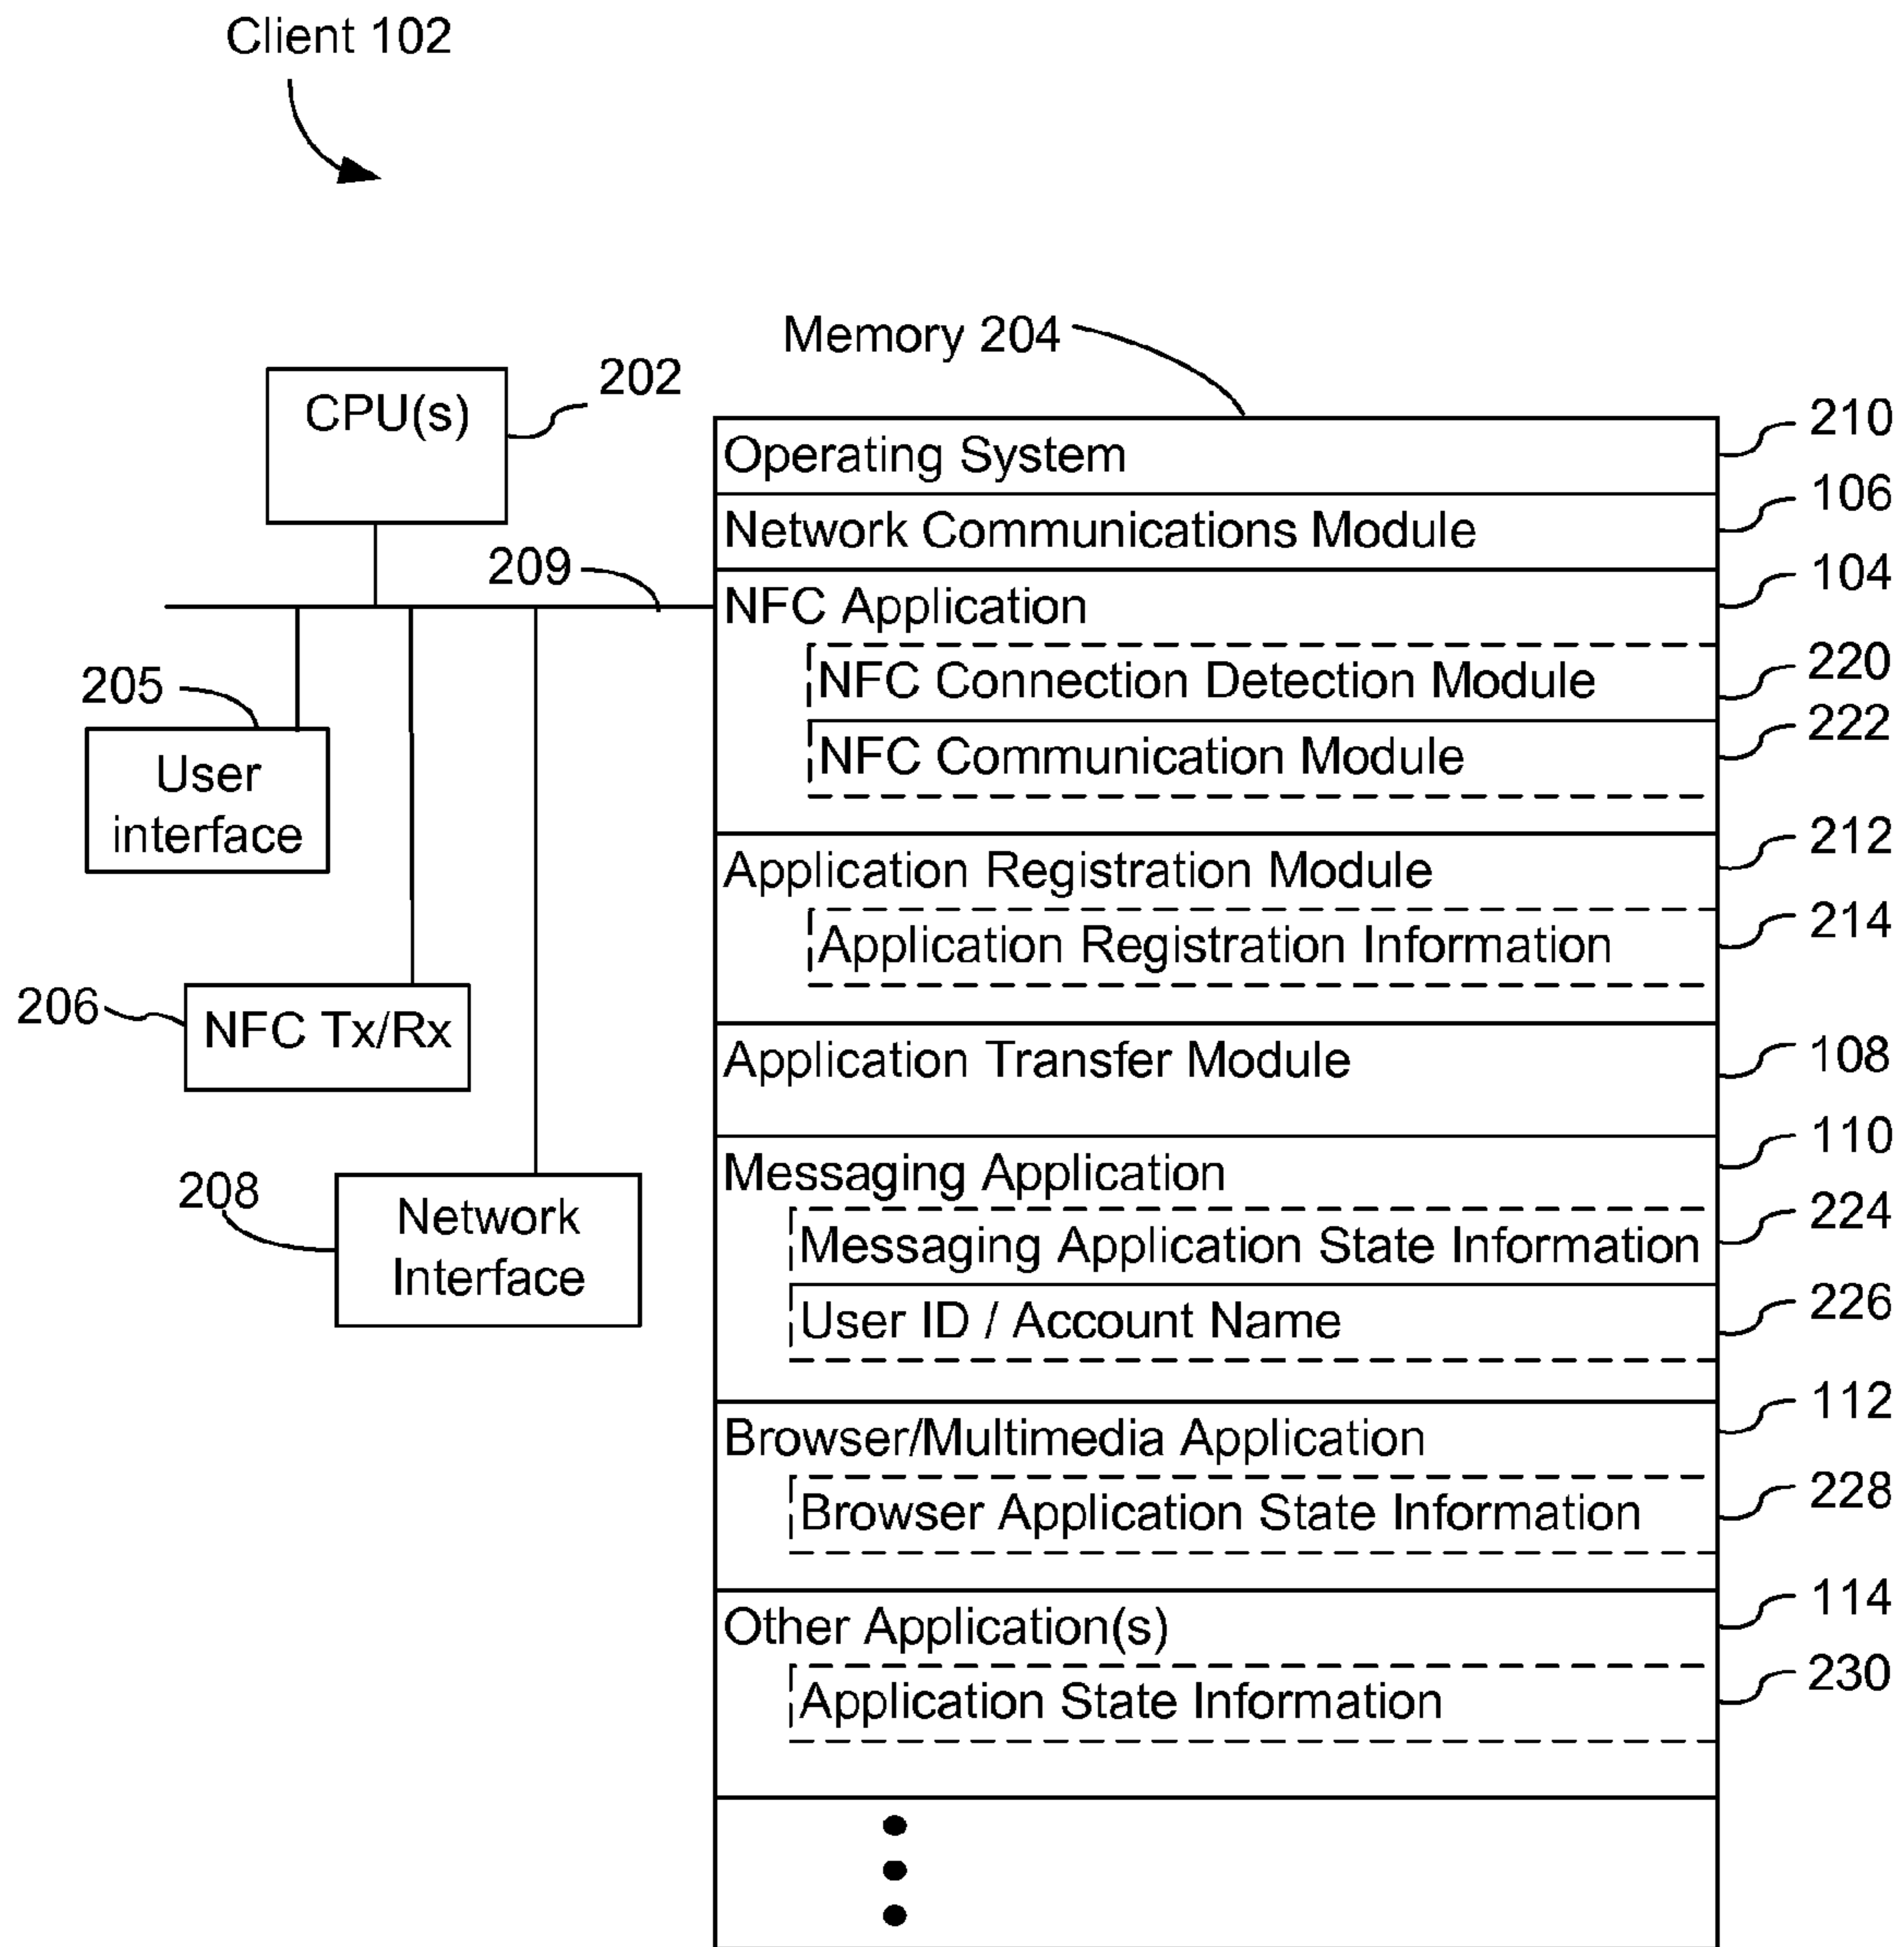 Client 102
Memory 204
CPU(s)
202
209
205
User
interface
206
NFC Tx/Rx
208
Network
Interface
Operating System
210
Network Communications Module
106
NFC Application
104
NFC Connection Detection Module
220
NFC Communication Module
222
Application Registration Module
212
Application Registration Information
214
Application Transfer Module
108
Messaging Application
110
Messaging Application State Information
224
User ID / Account Name
226
Browser/Multimedia Application
112
Browser Application State Information
228
Other Application(s)
114
Application State Information
230